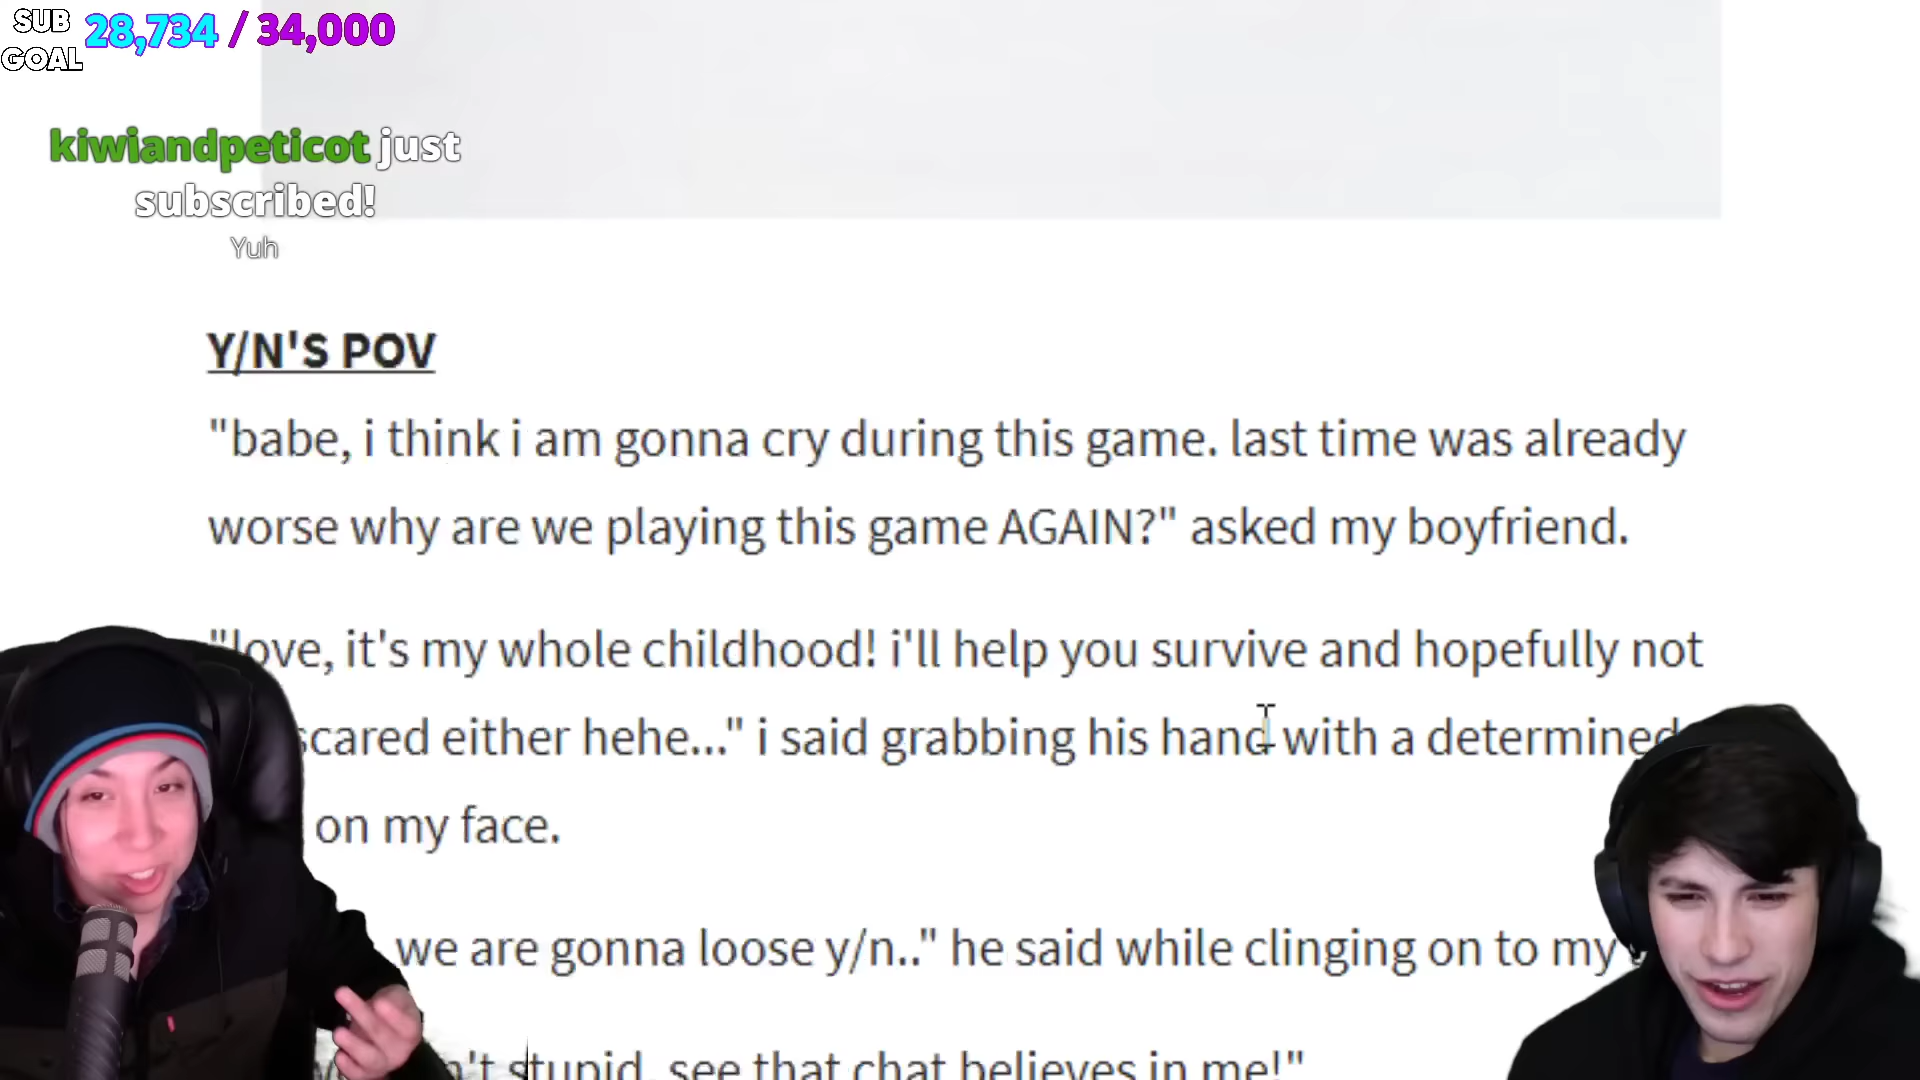 SUB GOAL 28,734 / 34,000
kiwiandpeticot just
subscribed!
Yuh
Y/N'S POV
"babe, i think i am gonna cry during this game. last time was already
worse why are we playing this game AGAIN?" asked my boyfriend.
"love, it's my whole childhood! i'll help you survive and hopefully not
scared either hehe..." i said grabbing his hand with a determined
on my face.
we are gonna loose y/n.." he said while clinging on to my
stupid, see that chat believes in me!"